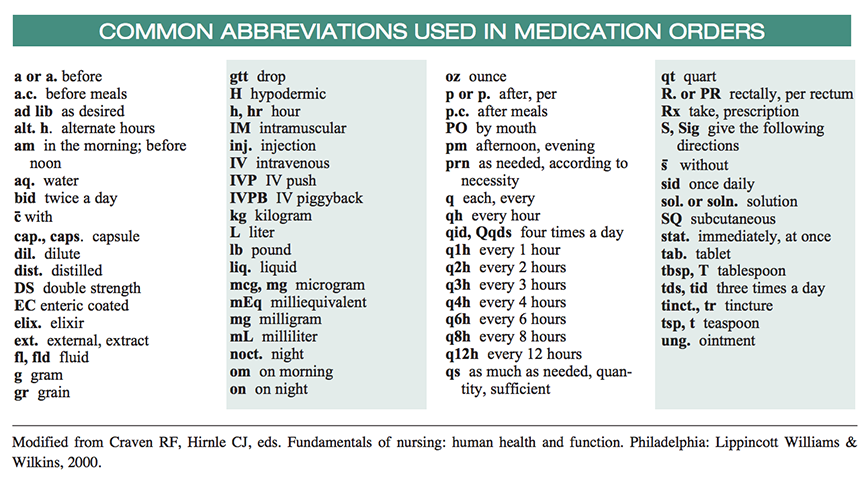 COMMON ABBREVIATIONS USED IN MEDICATION ORDERS
a or a. before
a.c. before meals
ad lib as desired
alt. h. alternate hours
am in the morning; before
noon
aq. water
bid twice a day
c̄ with
cap., caps. capsule
dil. dilute
dist. distilled
DS double strength
EC enteric coated
elix. elixir
ext. external, extract
fl, fld fluid
g gram
gr grain
gtt drop
H hypodermic
h, hr hour
IM intramuscular
inj. injection
IV intravenous
IVP IV push
IVPB IV piggyback
kg kilogram
L liter
lb pound
liq. liquid
mcg, mg microgram
mEq milliequivalent
mg milligram
mL milliliter
noct. night
om on morning
on on night
oz ounce
p or p. after, per
p.c. after meals
PO by mouth
pm afternoon, evening
prn as needed, according to
necessity
q each, every
qh every hour
qid, Qqds four times a day
q1h every 1 hour
q2h every 2 hours
q3h every 3 hours
q4h every 4 hours
q6h every 6 hours
q8h every 8 hours
q12h every 12 hours
qs as much as needed, quan-
tity, sufficient
qt quart
R. or PR rectally, per rectum
Rx take, prescription
S, Sig give the following
directions
s̄ without
sid once daily
sol. or soln. solution
SQ subcutaneous
stat. immediately, at once
tab. tablet
tbsp, T tablespoon
tds, tid three times a day
tinct., tr tincture
tsp, t teaspoon
ung. ointment
Modified from Craven RF, Hirnle CJ, eds. Fundamentals of nursing: human health and function. Philadelphia: Lippincott Williams &
Wilkins, 2000.